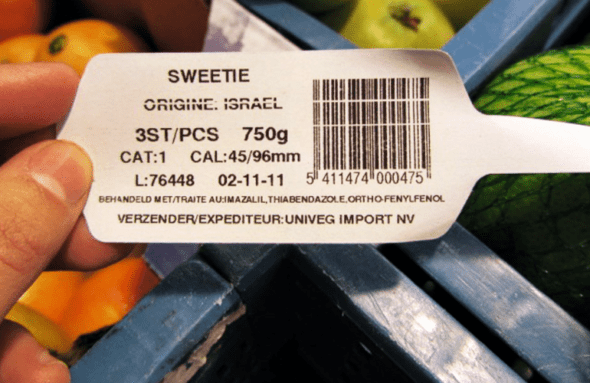 SWEETIE
ORIGINE: ISRAEL
3ST/PCS 750g
CAT:1 CAL:45/96mm
L:76448 02-11-11
5 411474 000475
BEHANDELD MET/TRAITE AU:IMAZALIL,THIABENDAZOLE,ORTHO-FENYLFENOL
VERZENDER/EXPEDITEUR:UNIVEG IMPORT NV